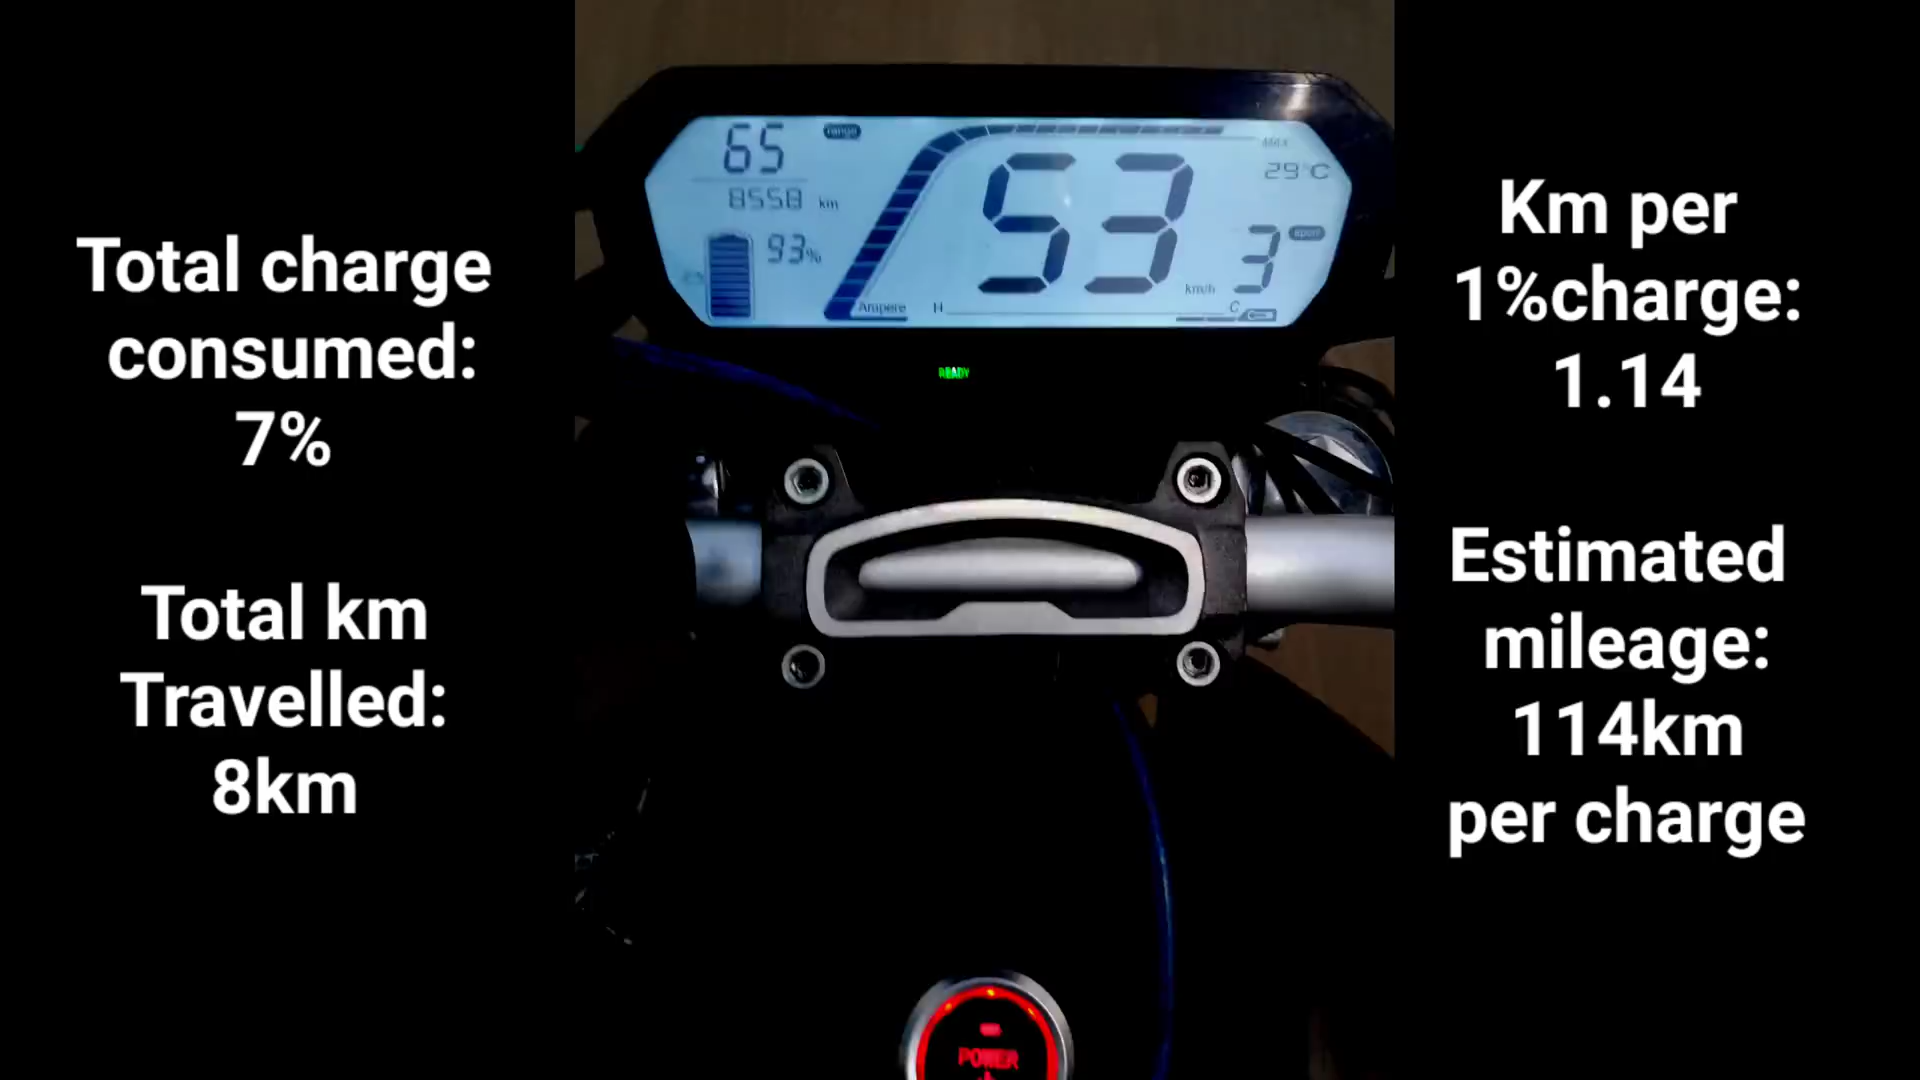 Total charge
consumed:
7%
Total km
Travelled:
8km
65 range
8558 km
93%
Ampere
53
km/h
29°C
3 sport
H
C
READY
POWER
Km per
1%charge:
1.14
Estimated
mileage:
114km
per charge